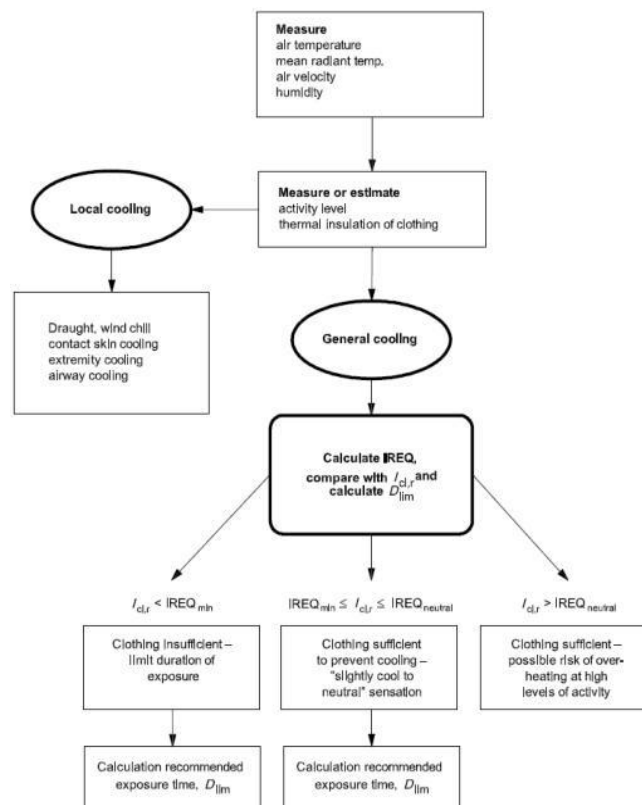 Measure
air temperature
mean radiant temp.
air velocity
humidity
Measure or estimate
activity level
thermal insulation of clothing
Local cooling
Draught, wind chill
contact skin cooling
extremity cooling
airway cooling
General cooling
Calculate IREQ,
compare with Icl,r and
calculate Dlim
Icl,r < IREQmin
IREQmin ≤ Icl,r ≤ IREQneutral
Icl,r > IREQneutral
Clothing insufficient –
limit duration of
exposure
Clothing sufficient
to prevent cooling –
"slightly cool to
neutral" sensation
Clothing sufficient –
possible risk of over-
heating at high
levels of activity
Calculation recommended
exposure time, Dlim
Calculation recommended
exposure time, Dlim